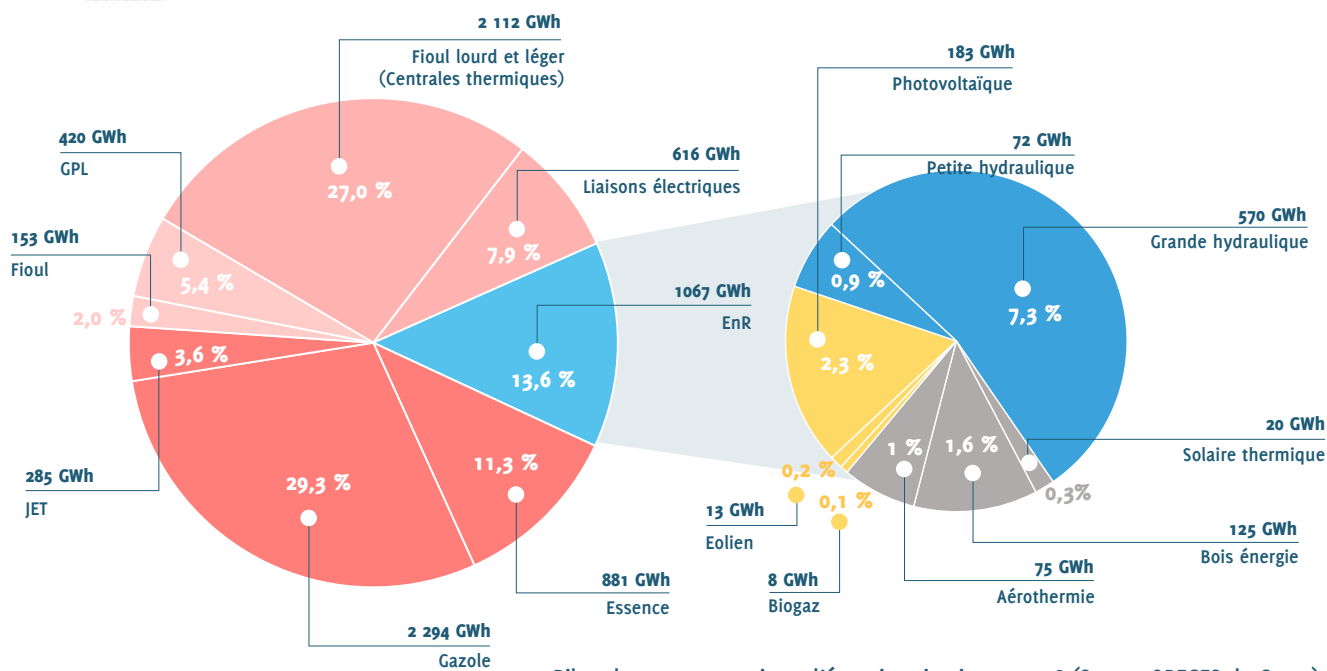 2 112 GWh
Fioul lourd et léger
(Centrales thermiques)
27,0 %
420 GWh
GPL
5,4 %
153 GWh
Fioul
2,0 %
616 GWh
Liaisons électriques
7,9 %
1067 GWh
EnR
13,6 %
285 GWh
JET
3,6 %
2 294 GWh
Gazole
29,3 %
881 GWh
Essence
11,3 %
183 GWh
Photovoltaïque
2,3 %
72 GWh
Petite hydraulique
0,9 %
570 GWh
Grande hydraulique
7,3 %
20 GWh
Solaire thermique
0,3%
125 GWh
Bois énergie
1,6 %
75 GWh
Aérothermie
1 %
13 GWh
Eolien
0,2 %
8 GWh
Biogaz
0,1 %